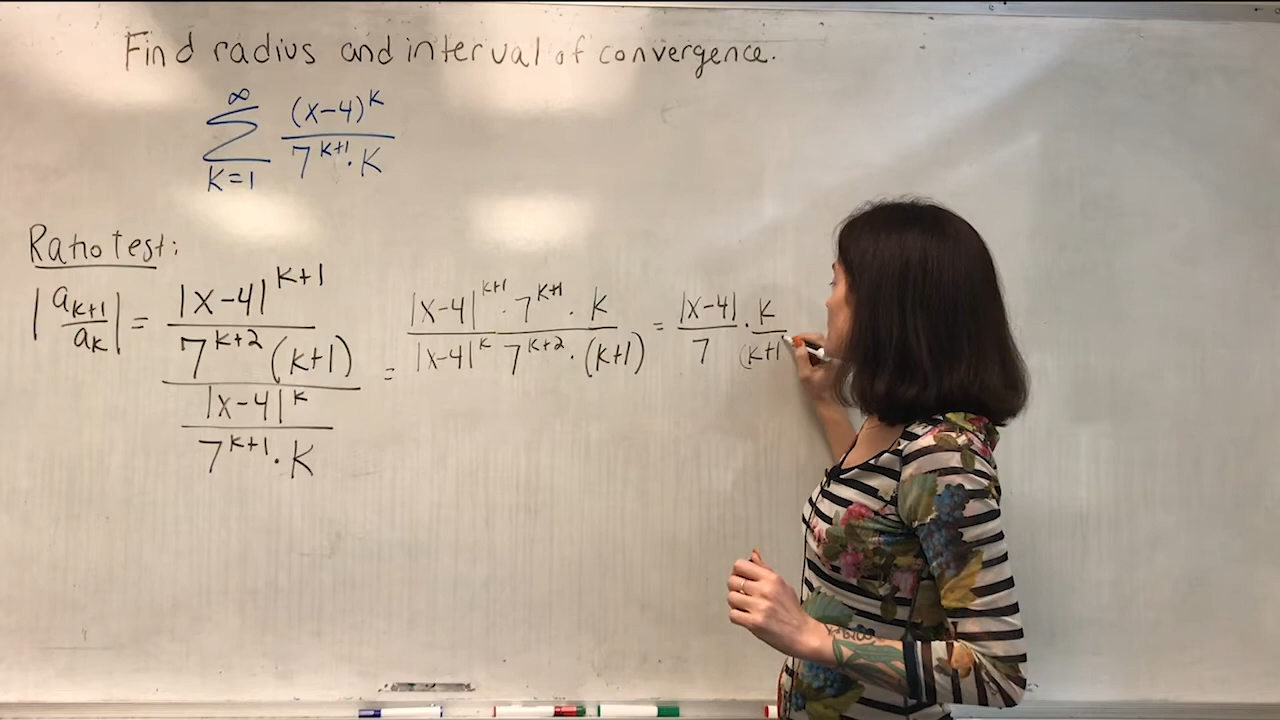 Find radius and interval of convergence.
∞
∑ (x-4)^k / 7^(k+1) · k
k=1
Ratio Test:
|a_(k+1) / a_k| = (|x-4|^(k+1) / 7^(k+2) (k+1)) / (|x-4|^k / 7^(k+1) · k) = |x-4|^(k+1) · 7^(k+1) · k / |x-4|^k 7^(k+2) · (k+1) = |x-4| / 7 · k / (k+1